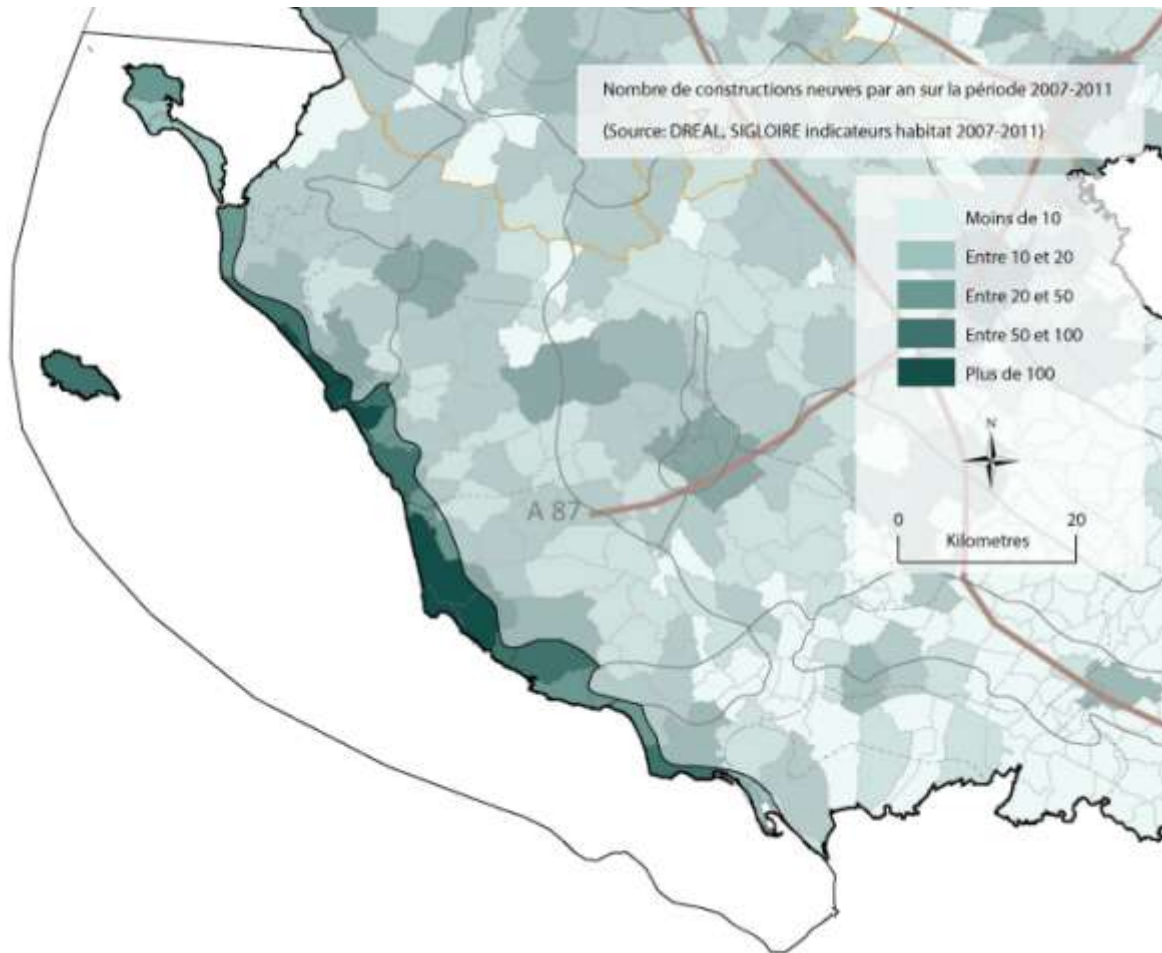 Nombre de constructions neuves par an sur la période 2007-2011
(Source: DREAL, SIGLOIRE indicateurs habitat 2007-2011)
Moins de 10
Entre 10 et 20
Entre 20 et 50
Entre 50 et 100
Plus de 100
N
0 20
Kilometres
A 87